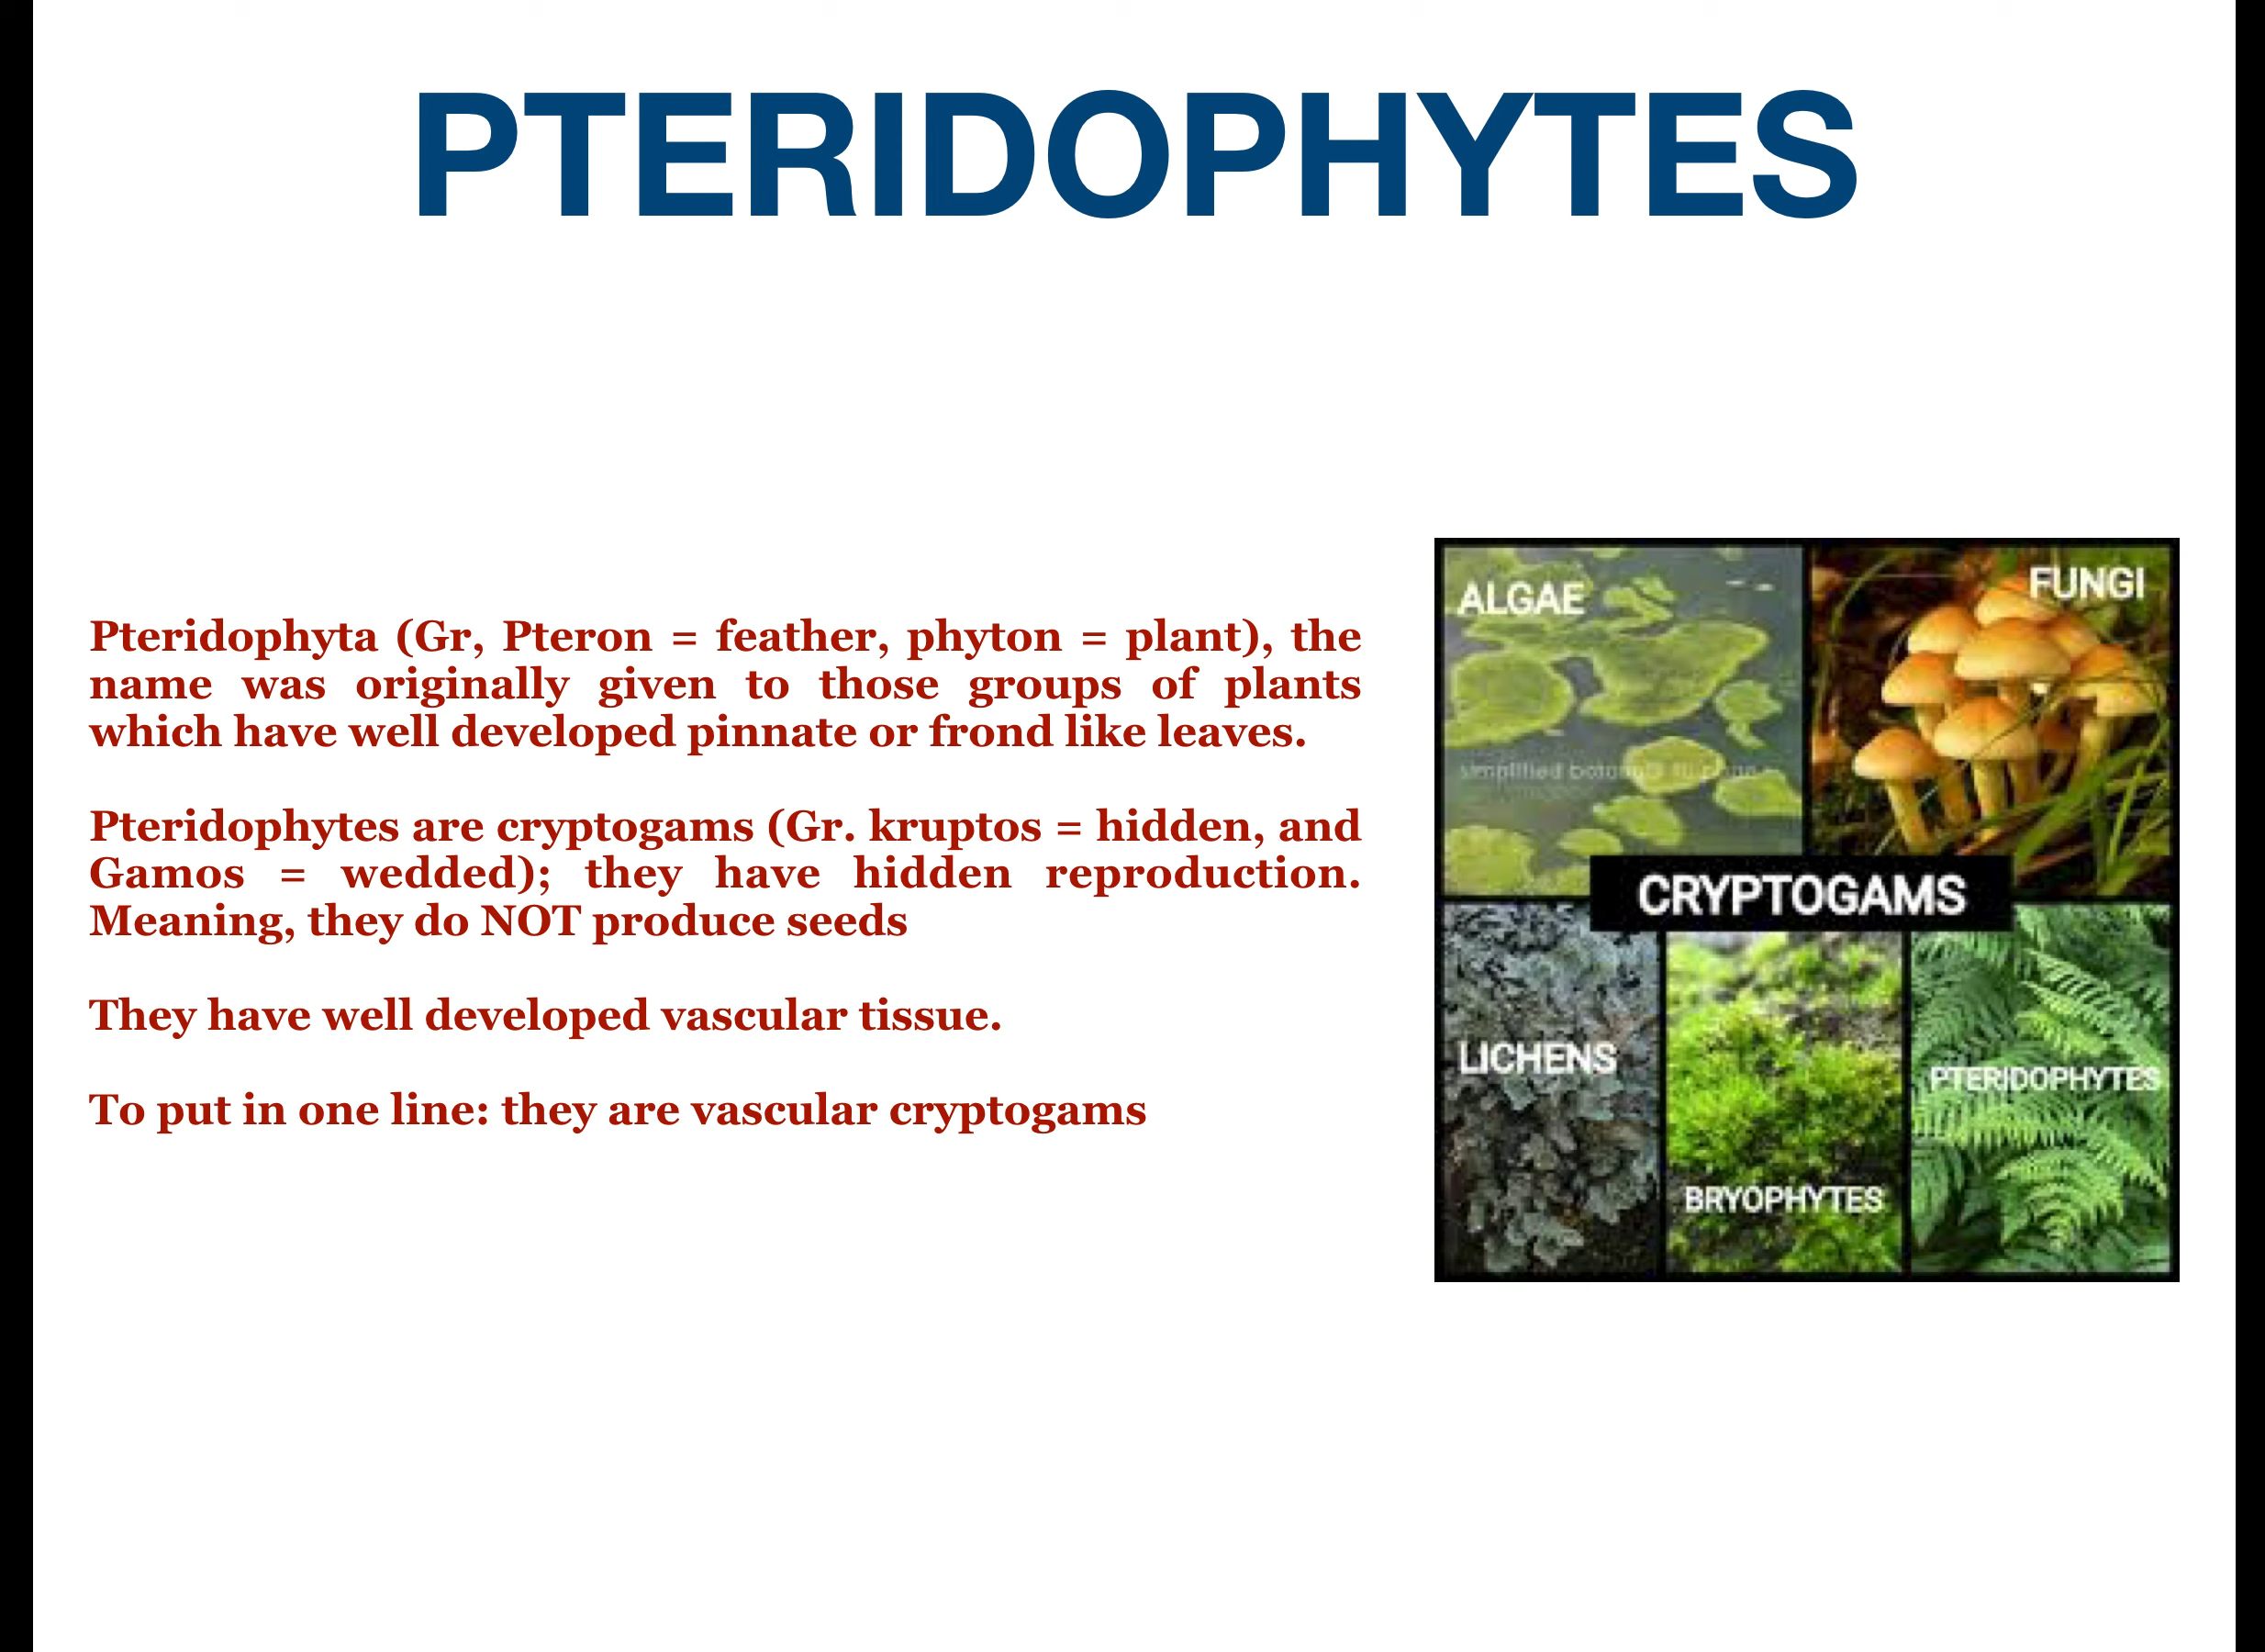 PTERIDOPHYTES
Pteridophyta (Gr, Pteron = feather, phyton = plant), the
name was originally given to those groups of plants
which have well developed pinnate or frond like leaves.
Pteridophytes are cryptogams (Gr. kruptos = hidden, and
Gamos = wedded); they have hidden reproduction.
Meaning, they do NOT produce seeds
They have well developed vascular tissue.
To put in one line: they are vascular cryptogams
ALGAE
FUNGI
simplified
CRYPTOGAMS
LICHENS
PTERIDOPHYTES
BRYOPHYTES